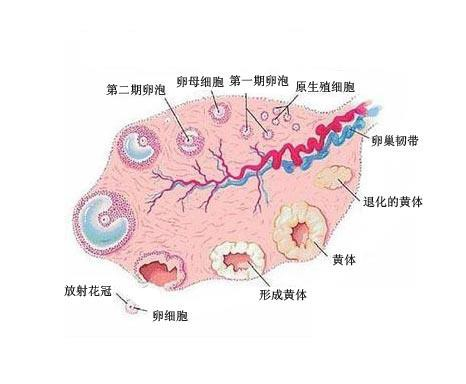 卵母细胞
第一期卵泡
第二期卵泡
原生殖细胞
卵巢韧带
退化的黄体
黄体
放射花冠
形成黄体
卵细胞